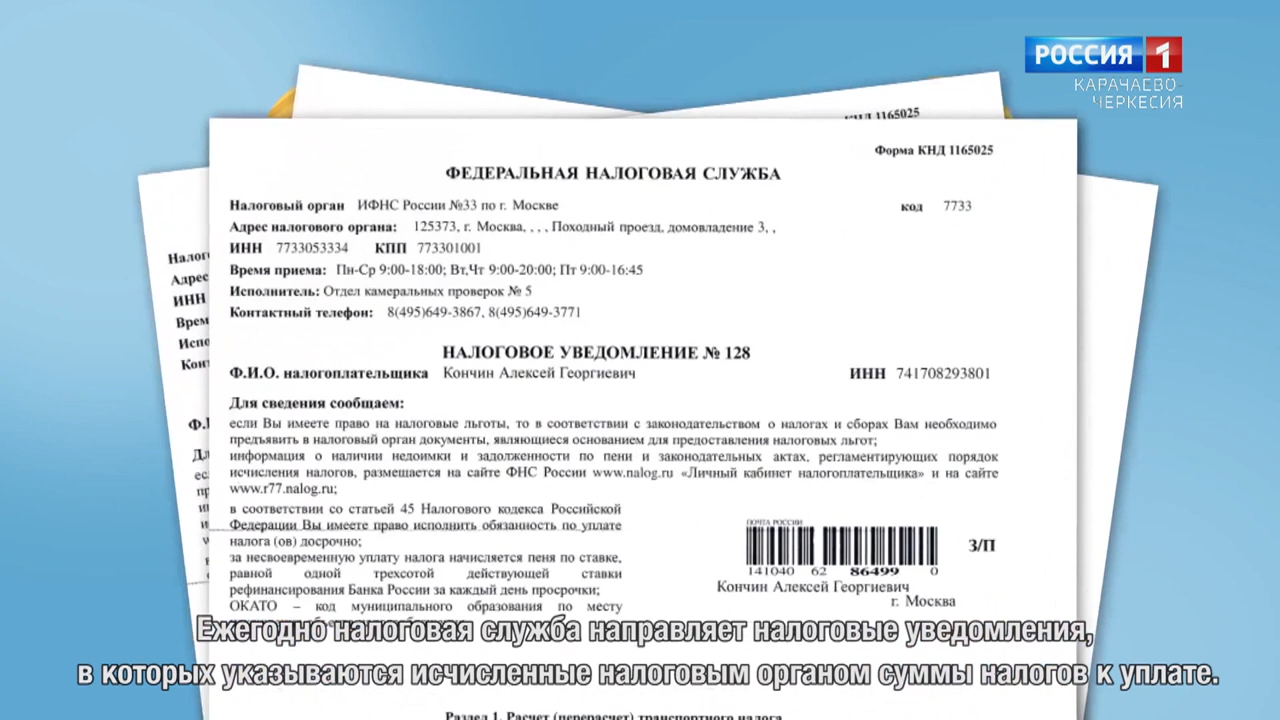 РОССИЯ 1
КАРАЧАЕВО-
ЧЕРКЕСИЯ
КНД 1165025
Форма КНД 1165025
ФЕДЕРАЛЬНАЯ НАЛОГОВАЯ СЛУЖБА
Налоговый орган ИФНС России №33 по г. Москве код 7733
Адрес налогового органа: 125373, г. Москва, , , , Походный проезд, домовладение 3, ,
ИНН 7733053334 КПП 773301001
Время приема: Пн-Ср 9:00-18:00; Вт,Чт 9:00-20:00; Пт 9:00-16:45
Исполнитель: Отдел камеральных проверок № 5
Контактный телефон: 8(495)649-3867, 8(495)649-3771
НАЛОГОВОЕ УВЕДОМЛЕНИЕ № 128
Ф.И.О. налогоплательщика Кончин Алексей Георгиевич ИНН 741708293801
Для сведения сообщаем:
если Вы имеете право на налоговые льготы, то в соответствии с законодательством о налогах и сборах Вам необходимо
предъявить в налоговый орган документы, являющиеся основанием для предоставления налоговых льгот;
информация о наличии недоимки и задолженности по пени и законодательных актах, регламентирующих порядок
исчисления налогов, размещается на сайте ФНС России www.nalog.ru «Личный кабинет налогоплательщика» и на сайте
www.r77.nalog.ru;
в соответствии со статьей 45 Налогового кодекса Российской
Федерации Вы имеете право исполнить обязанность по уплате
налога (ов) досрочно;
за несвоевременную уплату налога начисляется пеня по ставке,
равной одной трехсотой действующей ставки
рефинансирования Банка России за каждый день просрочки;
ОКАТО – код муниципального образования по месту
ПОЧТА РОССИИ
141040 62 86499 0
З/П
Кончин Алексей Георгиевич
г. Москва
Ежегодно налоговая служба направляет налоговые уведомления,
в которых указываются исчисленные налоговым органом суммы налогов к уплате.
Раздел 1. Расчет (перерасчет) транспортного налога